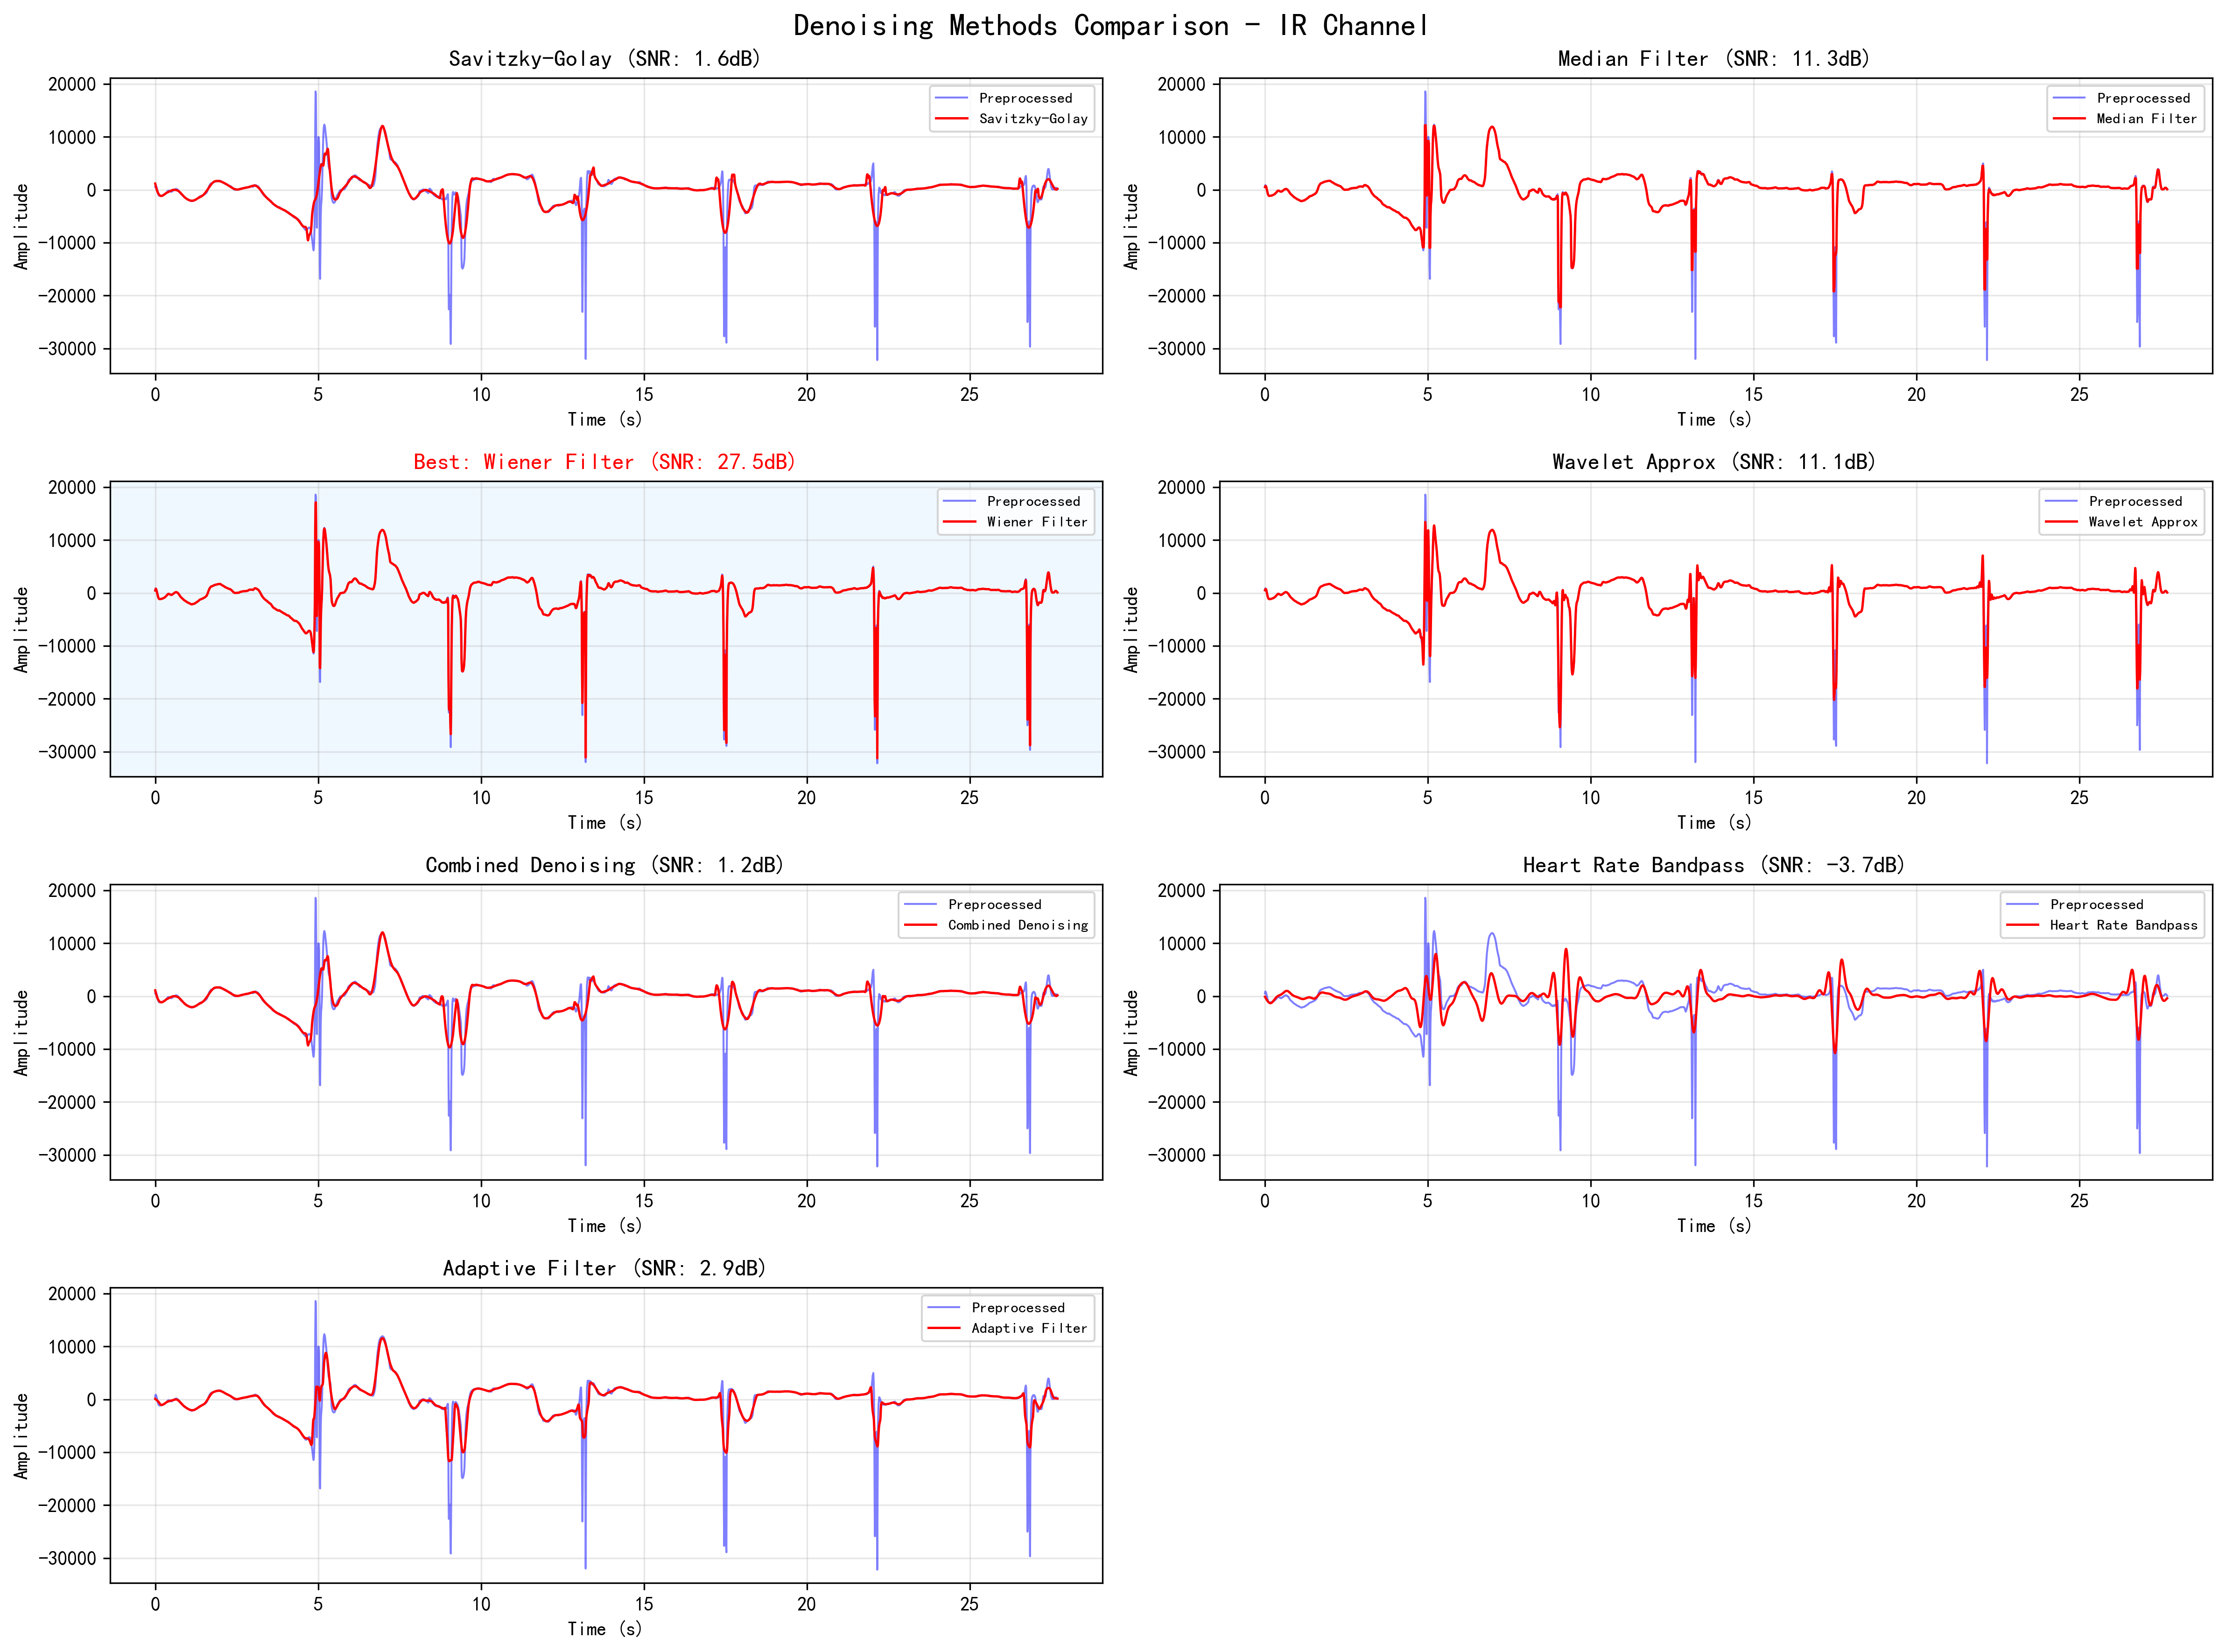 Denoising Methods Comparison - IR Channel
Savitzky-Golay (SNR: 1.6dB)
20000
10000
0
−10000
−20000
−30000
Amplitude
Preprocessed
Savitzky-Golay
0 5 10 15 20 25
Time (s)
Median Filter (SNR: 11.3dB)
20000
10000
0
−10000
−20000
−30000
Amplitude
Preprocessed
Median Filter
0 5 10 15 20 25
Time (s)
Best: Wiener Filter (SNR: 27.5dB)
20000
10000
0
−10000
−20000
−30000
Amplitude
Preprocessed
Wiener Filter
0 5 10 15 20 25
Time (s)
Wavelet Approx (SNR: 11.1dB)
20000
10000
0
−10000
−20000
−30000
Amplitude
Preprocessed
Wavelet Approx
0 5 10 15 20 25
Time (s)
Combined Denoising (SNR: 1.2dB)
20000
10000
0
−10000
−20000
−30000
Amplitude
Preprocessed
Combined Denoising
0 5 10 15 20 25
Time (s)
Heart Rate Bandpass (SNR: -3.7dB)
20000
10000
0
−10000
−20000
−30000
Amplitude
Preprocessed
Heart Rate Bandpass
0 5 10 15 20 25
Time (s)
Adaptive Filter (SNR: 2.9dB)
20000
10000
0
−10000
−20000
−30000
Amplitude
Preprocessed
Adaptive Filter
0 5 10 15 20 25
Time (s)